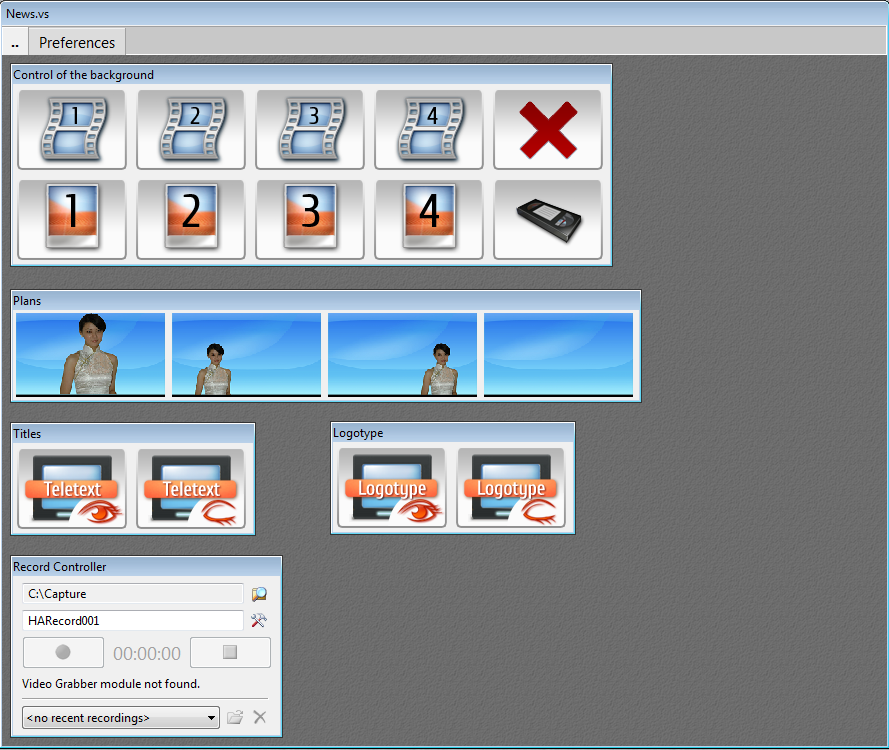 News.vs
.. Preferences
Control of the background
1 2 3 4
1 2 3 4
Plans
Titles
Teletext Teletext
Logotype
Logotype Logotype
Record Controller
C:\Capture
HARecord001
00:00:00
Video Grabber module not found.
<no recent recordings>